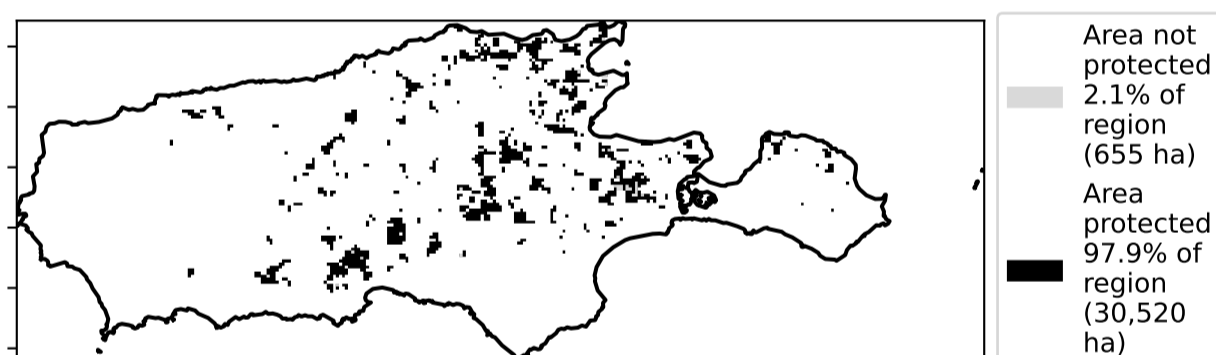 Area not
protected
2.1% of
region
(655 ha)
Area
protected
97.9% of
region
(30,520
ha)